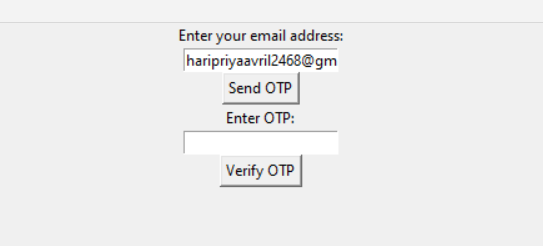 Enter your email address:
haripriyaavril2468@gm
Send OTP
Enter OTP:
Verify OTP